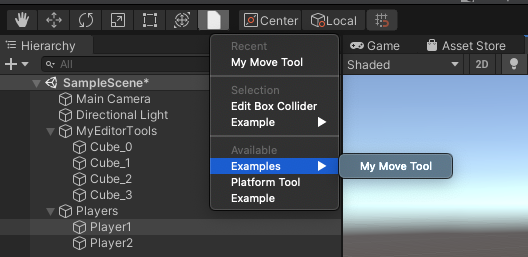 Center
Local
Hierarchy
All
SampleScene*
Main Camera
Directional Light
MyEditorTools
Cube_0
Cube_1
Cube_2
Cube_3
Players
Player1
Player2
Recent
My Move Tool
Selection
Edit Box Collider
Example
Available
Examples
Platform Tool
Example
My Move Tool
Game
Asset Store
Shaded
2D